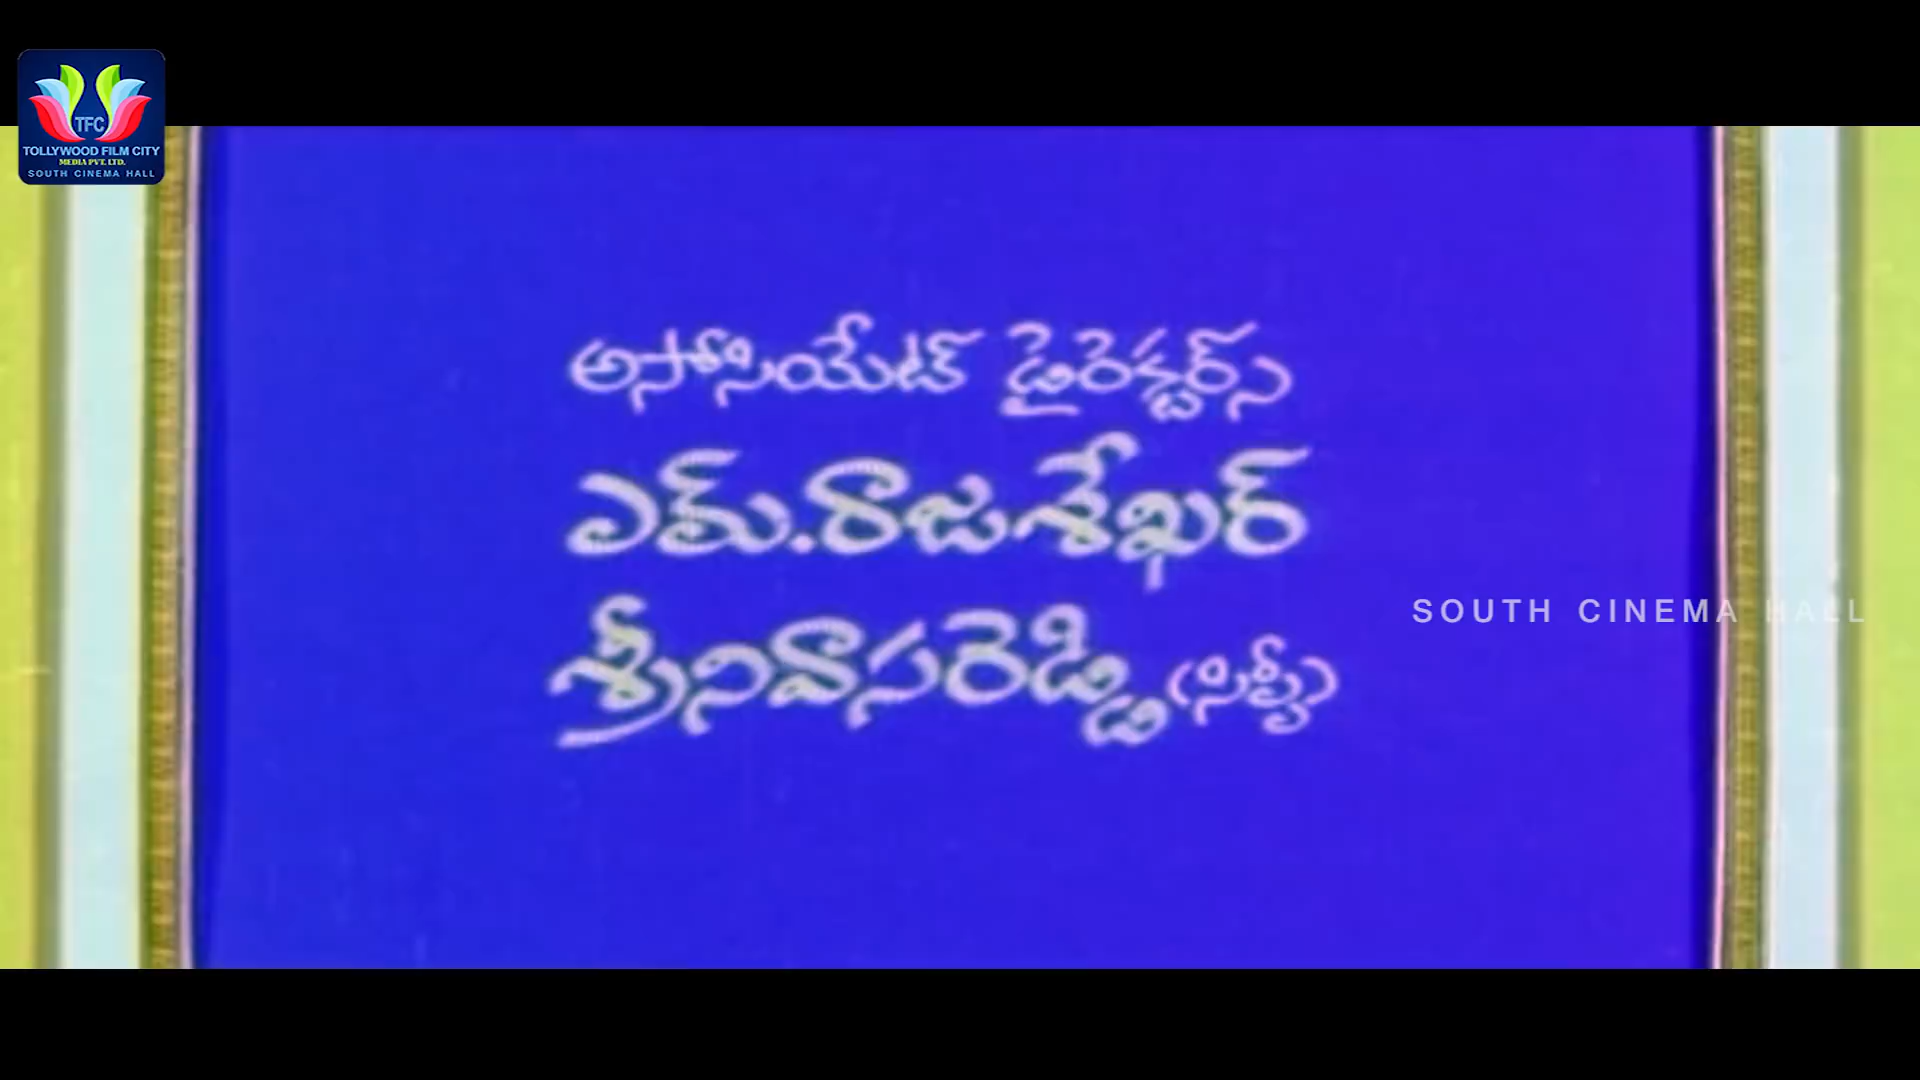 TFC
TOLLYWOOD FILM CITY
MEDIA PVT. LTD.
SOUTH CINEMA HALL
అసోసియేట్ డైరెక్టర్స్
ఎమ్.రాజశేఖర్
SOUTH CINEMA HALL
శ్రీనివాసరెడ్డి (సిల్వీ)